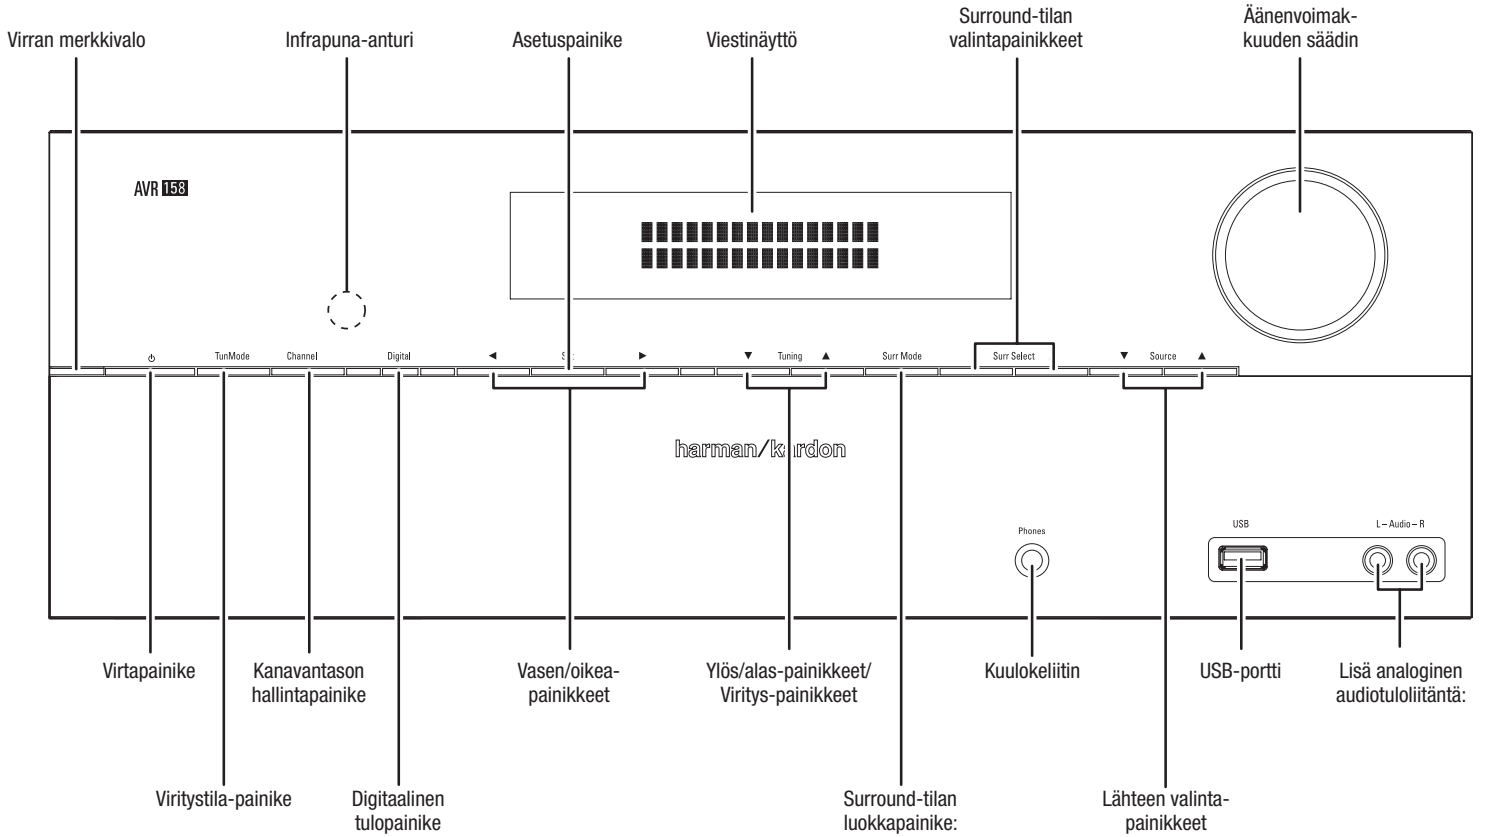 Surround-tilan
valintapainikkeet
Äänenvoimak-
kuuden säädin
Virran merkkivalo
Infrapuna-anturi
Asetuspainike
Viestinäyttö
AVR 158
TunMode
Channel
Digital
Tuning
Surr Mode
Surr Select
Source
harman/kardon
Phones
USB
L – Audio – R
Virtapainike
Kanavantason
hallintapainike
Vasen/oikea-
painikkeet
Ylös/alas-painikkeet/
Viritys-painikkeet
Kuulokeliitin
USB-portti
Lisä analoginen
audiotuloliitäntä:
Viritystila-painike
Digitaalinen
tulopainike
Surround-tilan
luokkapainike:
Lähteen valinta-
painikkeet